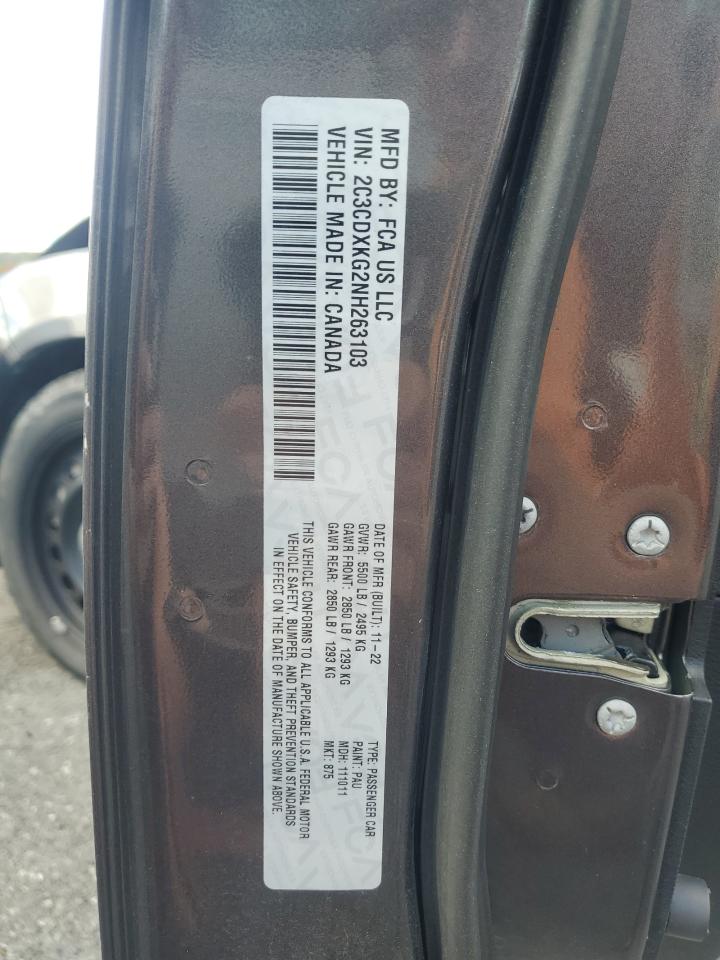 MFD BY: FCA US LLC
VIN: 2C3CDXKG2NH263103
VEHICLE MADE IN: CANADA
DATE OF MFR (BUILT): 11-22
GVWR: 5500 LB / 2495 KG
GAWR FRONT: 2850 LB / 1293 KG
GAWR REAR: 2850 LB / 1293 KG
TYPE: PASSENGER CAR
PAINT: PAU
MDH: 111011
MKT: 875
THIS VEHICLE CONFORMS TO ALL APPLICABLE U.S.A. FEDERAL MOTOR
VEHICLE SAFETY, BUMPER, AND THEFT PREVENTION STANDARDS
IN EFFECT ON THE DATE OF MANUFACTURE SHOWN ABOVE.